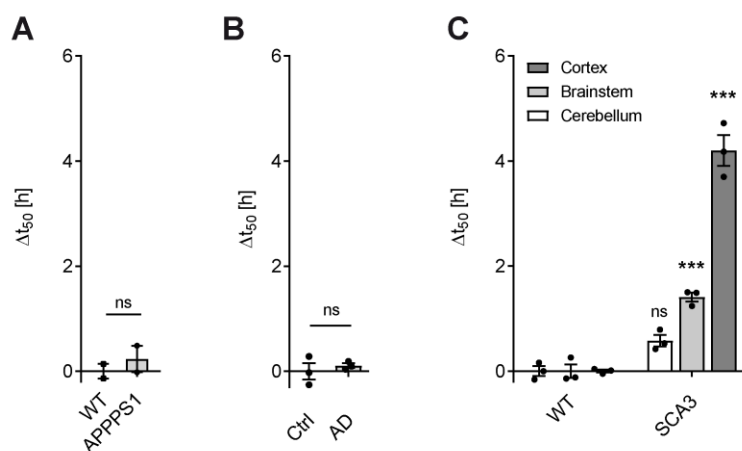 A
Δt50 [h]
6
4
2
0
ns
WT
APPPS1
B
Δt50 [h]
6
4
2
0
ns
Ctrl
AD
C
Δt50 [h]
6
4
2
0
Cortex
Brainstem
Cerebellum
ns
***
***
WT
SCA3